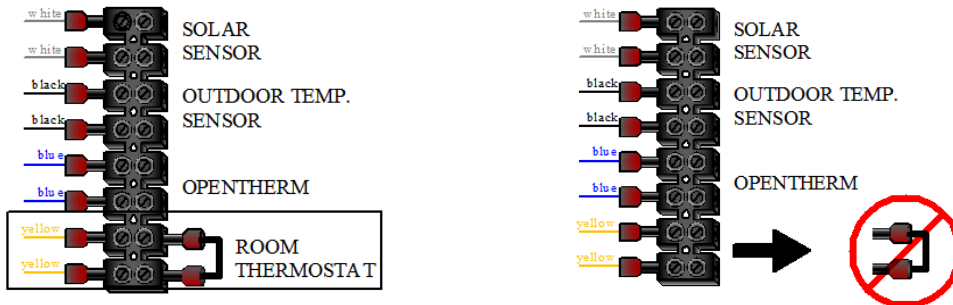 white
SOLAR
white
SENSOR
black
OUTDOOR TEMP.
black
SENSOR
blue
blue
OPENTHERM
yellow
ROOM
yellow
THERMOSTAT
white
SOLAR
white
SENSOR
black
OUTDOOR TEMP.
black
SENSOR
blue
blue
OPENTHERM
yellow
yellow